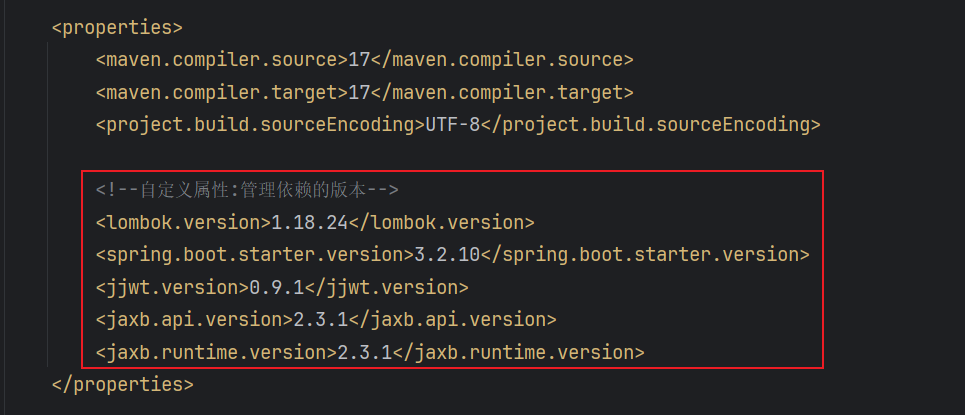 <properties>
<maven.compiler.source>17</maven.compiler.source>
<maven.compiler.target>17</maven.compiler.target>
<project.build.sourceEncoding>UTF-8</project.build.sourceEncoding>
<!--自定义属性:管理依赖的版本-->
<lombok.version>1.18.24</lombok.version>
<spring.boot.starter.version>3.2.10</spring.boot.starter.version>
<jjwt.version>0.9.1</jjwt.version>
<jaxb.api.version>2.3.1</jaxb.api.version>
<jaxb.runtime.version>2.3.1</jaxb.runtime.version>
</properties>